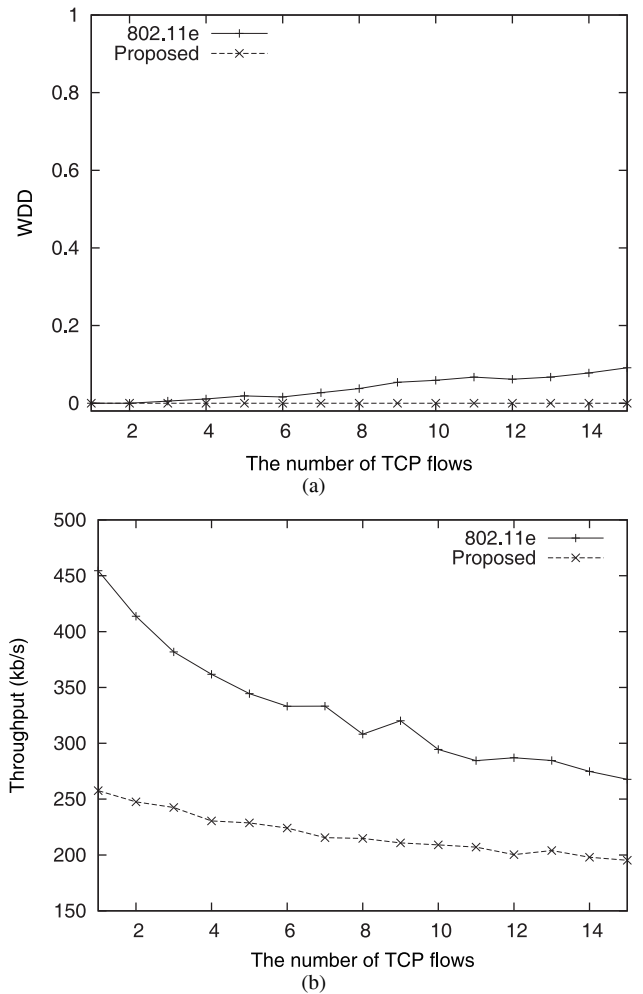 1
0.8
0.6
0.4
0.2
0
WDD
802.11e
Proposed
2 4 6 8 10 12 14
The number of TCP flows
(a)
500
450
400
350
300
250
200
150
Throughput (kb/s)
802.11e
Proposed
2 4 6 8 10 12 14
The number of TCP flows
(b)